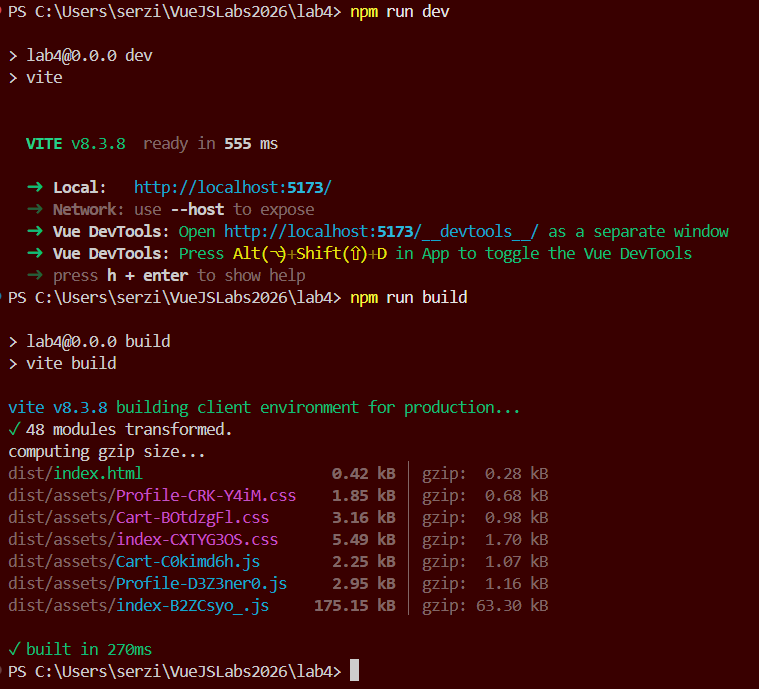 PS C:\Users\serzi\VueJSLabs2026\lab4> npm run dev
> lab4@0.0.0 dev
> vite
VITE v8.3.8 ready in 555 ms
➜ Local: http://localhost:5173/
➜ Network: use --host to expose
➜ Vue DevTools: Open http://localhost:5173/__devtools__/ as a separate window
➜ Vue DevTools: Press Alt(⌥)+Shift(⇧)+D in App to toggle the Vue DevTools
➜ press h + enter to show help
PS C:\Users\serzi\VueJSLabs2026\lab4> npm run build
> lab4@0.0.0 build
> vite build
vite v8.3.8 building client environment for production...
✓ 48 modules transformed.
computing gzip size...
dist/index.html 0.42 kB │ gzip: 0.28 kB
dist/assets/Profile-CRK-Y4iM.css 1.85 kB │ gzip: 0.68 kB
dist/assets/Cart-BOtdzgFl.css 3.16 kB │ gzip: 0.98 kB
dist/assets/index-CXTYG3OS.css 5.49 kB │ gzip: 1.70 kB
dist/assets/Cart-C0kimd6h.js 2.25 kB │ gzip: 1.07 kB
dist/assets/Profile-D3Z3ner0.js 2.95 kB │ gzip: 1.16 kB
dist/assets/index-B2ZCsyo_.js 175.15 kB │ gzip: 63.30 kB
✓ built in 270ms
PS C:\Users\serzi\VueJSLabs2026\lab4>